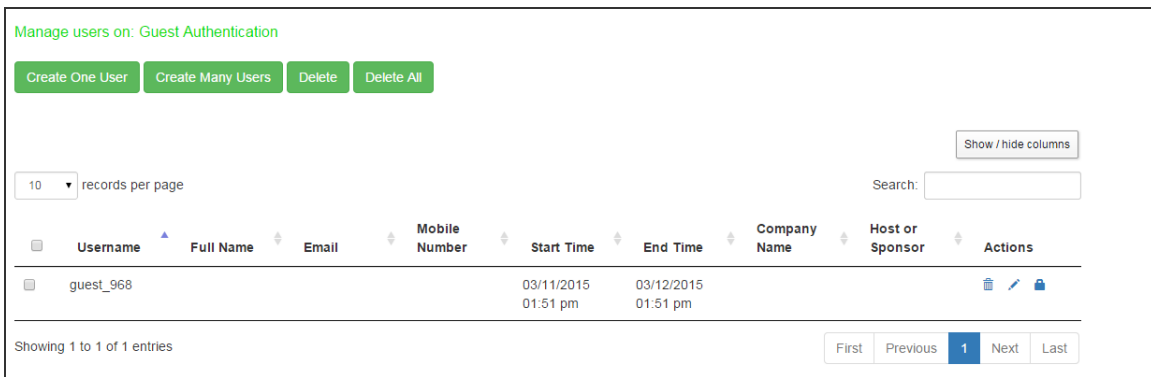 Manage users on: Guest Authentication
Create One User Create Many Users Delete Delete All
Show / hide columns
10 records per page Search:
Username Full Name Email Mobile Number Start Time End Time Company Name Host or Sponsor Actions
guest_968 03/11/2015 01:51 pm 03/12/2015 01:51 pm
Showing 1 to 1 of 1 entries First Previous 1 Next Last